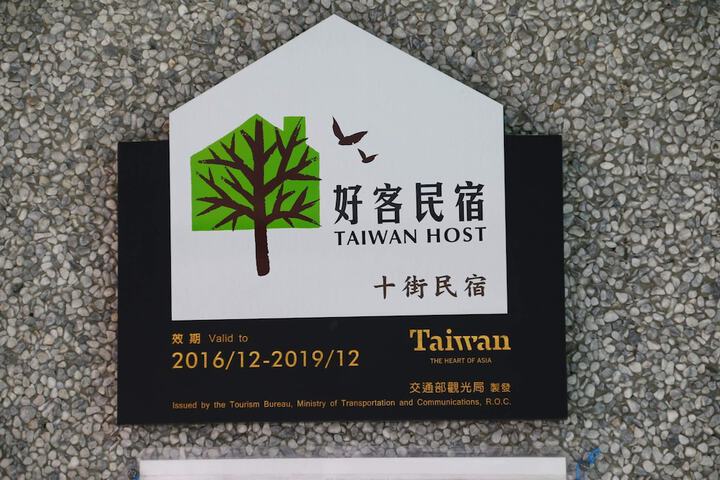 好客民宿
TAIWAN HOST
十街民宿
效期 Valid to
2016/12-2019/12
Taiwan
THE HEART OF ASIA
交通部觀光局 製發
Issued by the Tourism Bureau, Ministry of Transportation and Communications, R.O.C.